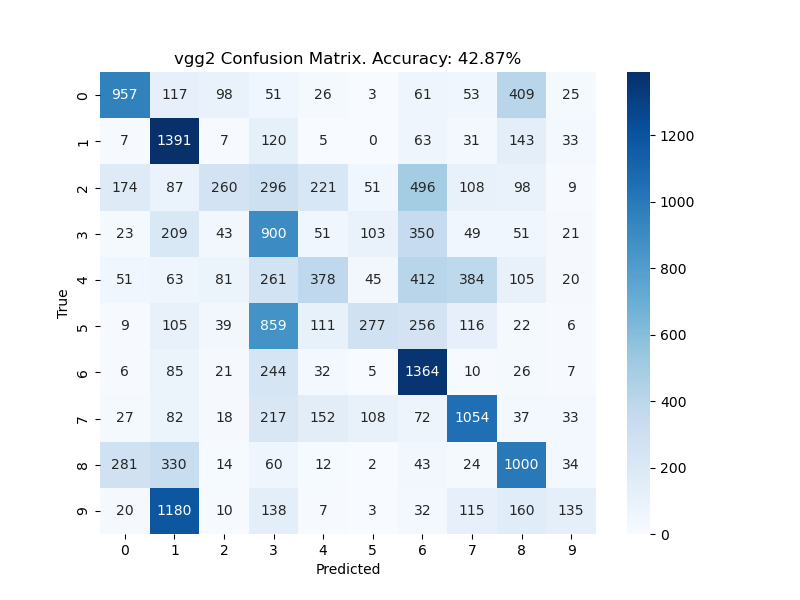 vgg2 Confusion Matrix. Accuracy: 42.87%
0 957 117 98 51 26 3 61 53 409 25
1 7 1391 7 120 5 0 63 31 143 33
2 174 87 260 296 221 51 496 108 98 9
3 23 209 43 900 51 103 350 49 51 21
4 51 63 81 261 378 45 412 384 105 20
5 9 105 39 859 111 277 256 116 22 6
6 6 85 21 244 32 5 1364 10 26 7
7 27 82 18 217 152 108 72 1054 37 33
8 281 330 14 60 12 2 43 24 1000 34
9 20 1180 10 138 7 3 32 115 160 135
0 1 2 3 4 5 6 7 8 9
Predicted
True
1200
1000
800
600
400
200
0